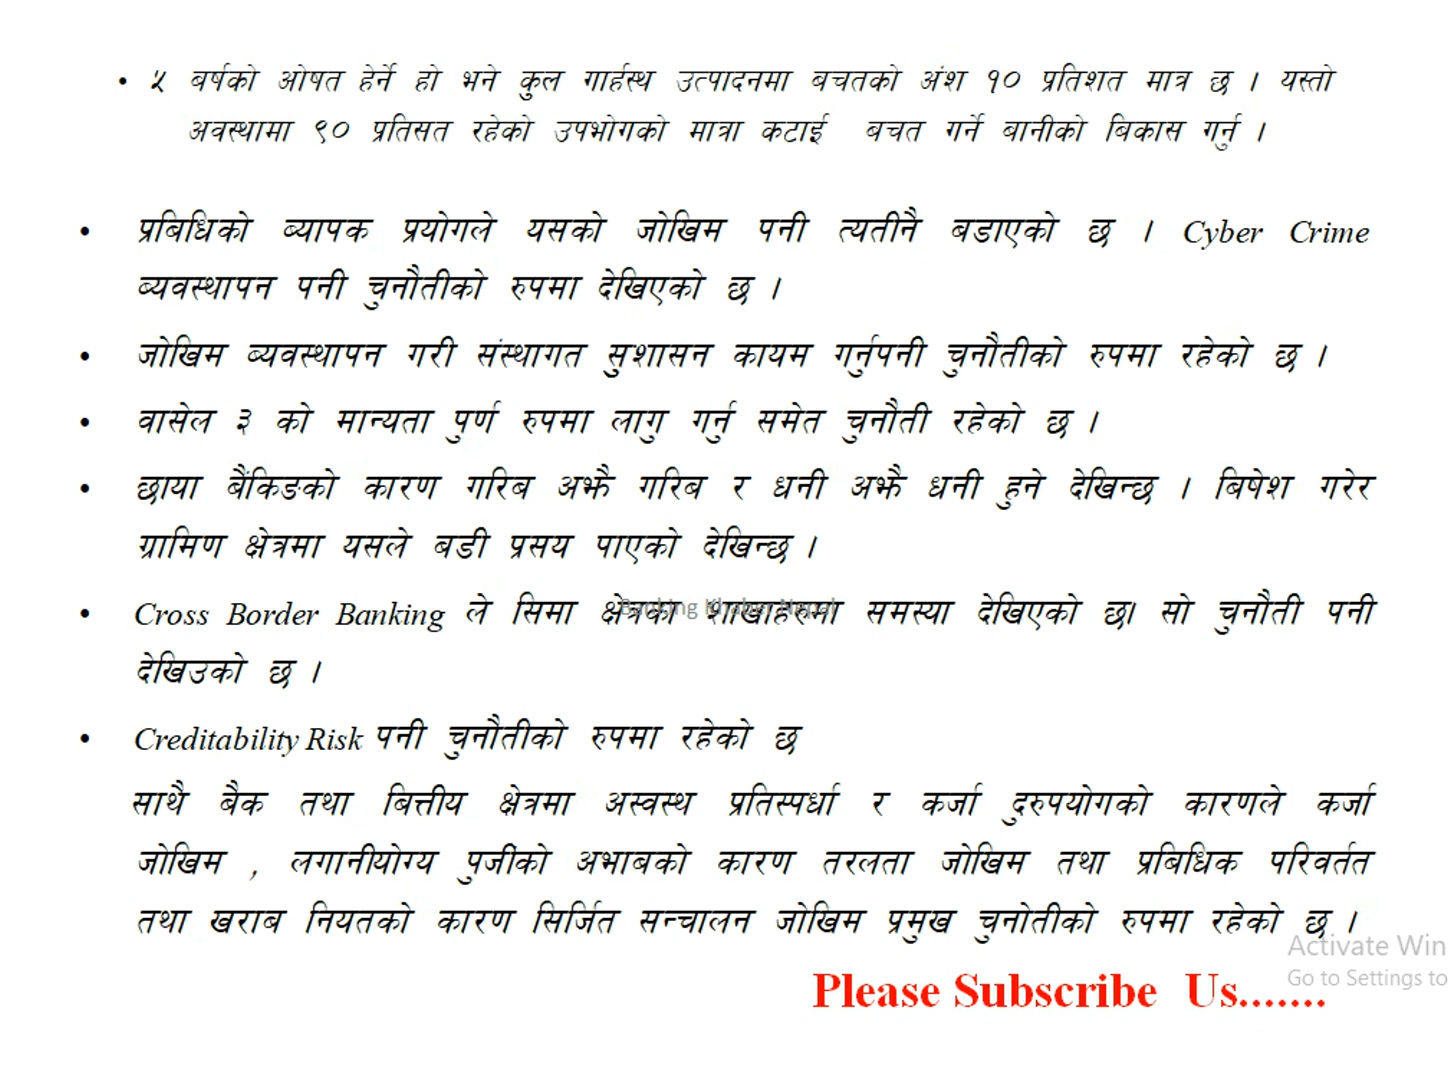 • ५ बर्षको ओषत हेर्ने हो भने कुल गार्हस्थ उत्पादनमा बचतको अंश १० प्रतिशत मात्र छ । यस्तो
अवस्थामा ९० प्रतिसत रहेको उपभोगको मात्रा कटाई बचत गर्ने बानीको बिकास गर्नु ।
• प्रबिधिको ब्यापक प्रयोगले यसको जोखिम पनी त्यतीनै बडाएको छ । Cyber Crime
ब्यवस्थापन पनी चुनौतीको रुपमा देखिएको छ ।
• जोखिम ब्यवस्थापन गरी संस्थागत सुशासन कायम गर्नुपनी चुनौतीको रुपमा रहेको छ ।
• वासेल ३ को मान्यता पुर्ण रुपमा लागु गर्नु समेत चुनौती रहेको छ ।
• छाया बैंकिङको कारण गरिब अझै गरिब र धनी अझै धनी हुने देखिन्छ । बिषेश गरेर
ग्रामिण क्षेत्रमा यसले बडी प्रसय पाएको देखिन्छ ।
• Cross Border Banking ले सिमा क्षेत्रका शाखाहरुमा समस्या देखिएको छ। सो चुनौती पनी
Banking Khaber Nepal
देखिउको छ ।
• Creditability Risk पनी चुनौतीको रुपमा रहेको छ
साथै बैक तथा बित्तीय क्षेत्रमा अस्वस्थ प्रतिस्पर्धा र कर्जा दुरुपयोगको कारणले कर्जा
जोखिम , लगानीयोग्य पुजींको अभाबको कारण तरलता जोखिम तथा प्रबिधिक परिवर्तत
तथा खराब नियतको कारण सिर्जित सन्चालन जोखिम प्रमुख चुनोतीको रुपमा रहेको छ ।
Activate Win
Go to Settings to
Please Subscribe Us.......